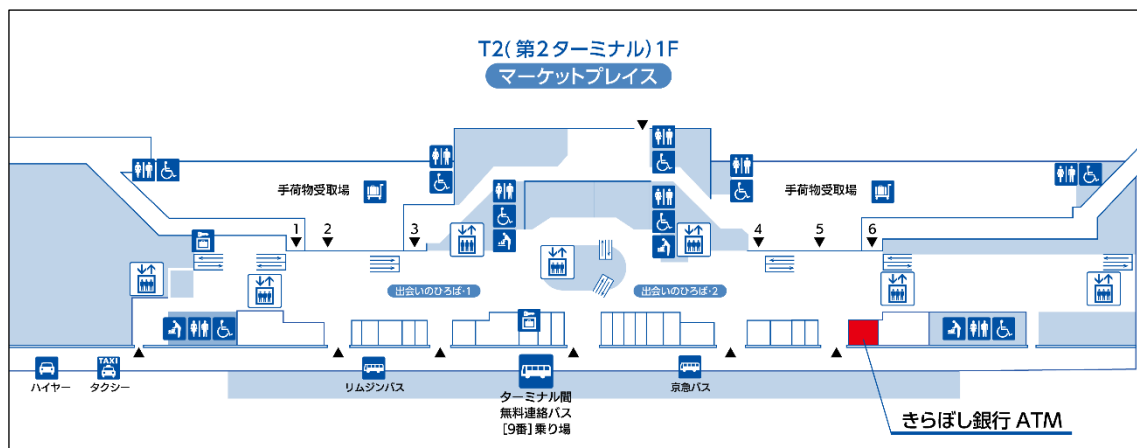 T2(第2ターミナル)1F
マーケットプレイス
手荷物受取場
手荷物受取場
1
2
3
4
5
6
出会いのひろば・1
出会いのひろば・2
ハイヤー
TAXI
タクシー
リムジンバス
ターミナル間
無料連絡バス
[9番]乗り場
京急バス
きらぼし銀行 ATM